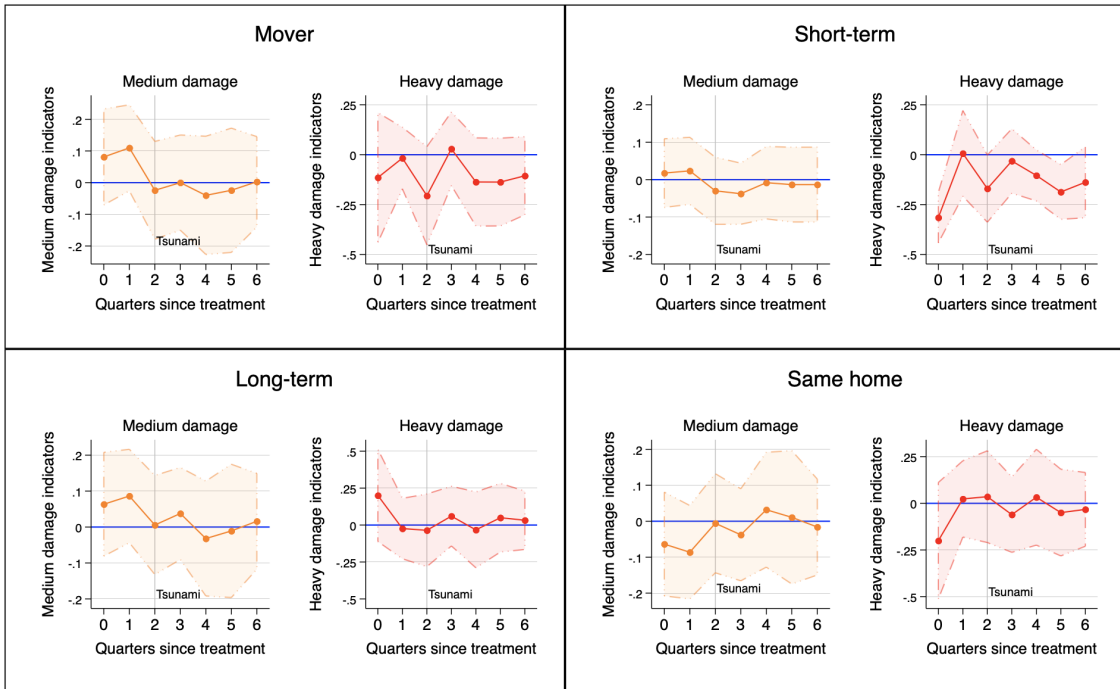 Mover
Medium damage
Medium damage indicators
.2
.1
0
-.1
-.2
Tsunami
0 1 2 3 4 5 6
Quarters since treatment
Heavy damage
Heavy damage indicators
.25
0
-.25
-.5
Tsunami
0 1 2 3 4 5 6
Quarters since treatment
Short-term
Medium damage
Medium damage indicators
.2
.1
0
-.1
-.2
Tsunami
0 1 2 3 4 5 6
Quarters since treatment
Heavy damage
Heavy damage indicators
.25
0
-.25
-.5
Tsunami
0 1 2 3 4 5 6
Quarters since treatment
Long-term
Medium damage
Medium damage indicators
.2
.1
0
-.1
-.2
Tsunami
0 1 2 3 4 5 6
Quarters since treatment
Heavy damage
Heavy damage indicators
.5
.25
0
-.25
-.5
Tsunami
0 1 2 3 4 5 6
Quarters since treatment
Same home
Medium damage
Medium damage indicators
.2
.1
0
-.1
-.2
Tsunami
0 1 2 3 4 5 6
Quarters since treatment
Heavy damage
Heavy damage indicators
.25
0
-.25
-.5
Tsunami
0 1 2 3 4 5 6
Quarters since treatment